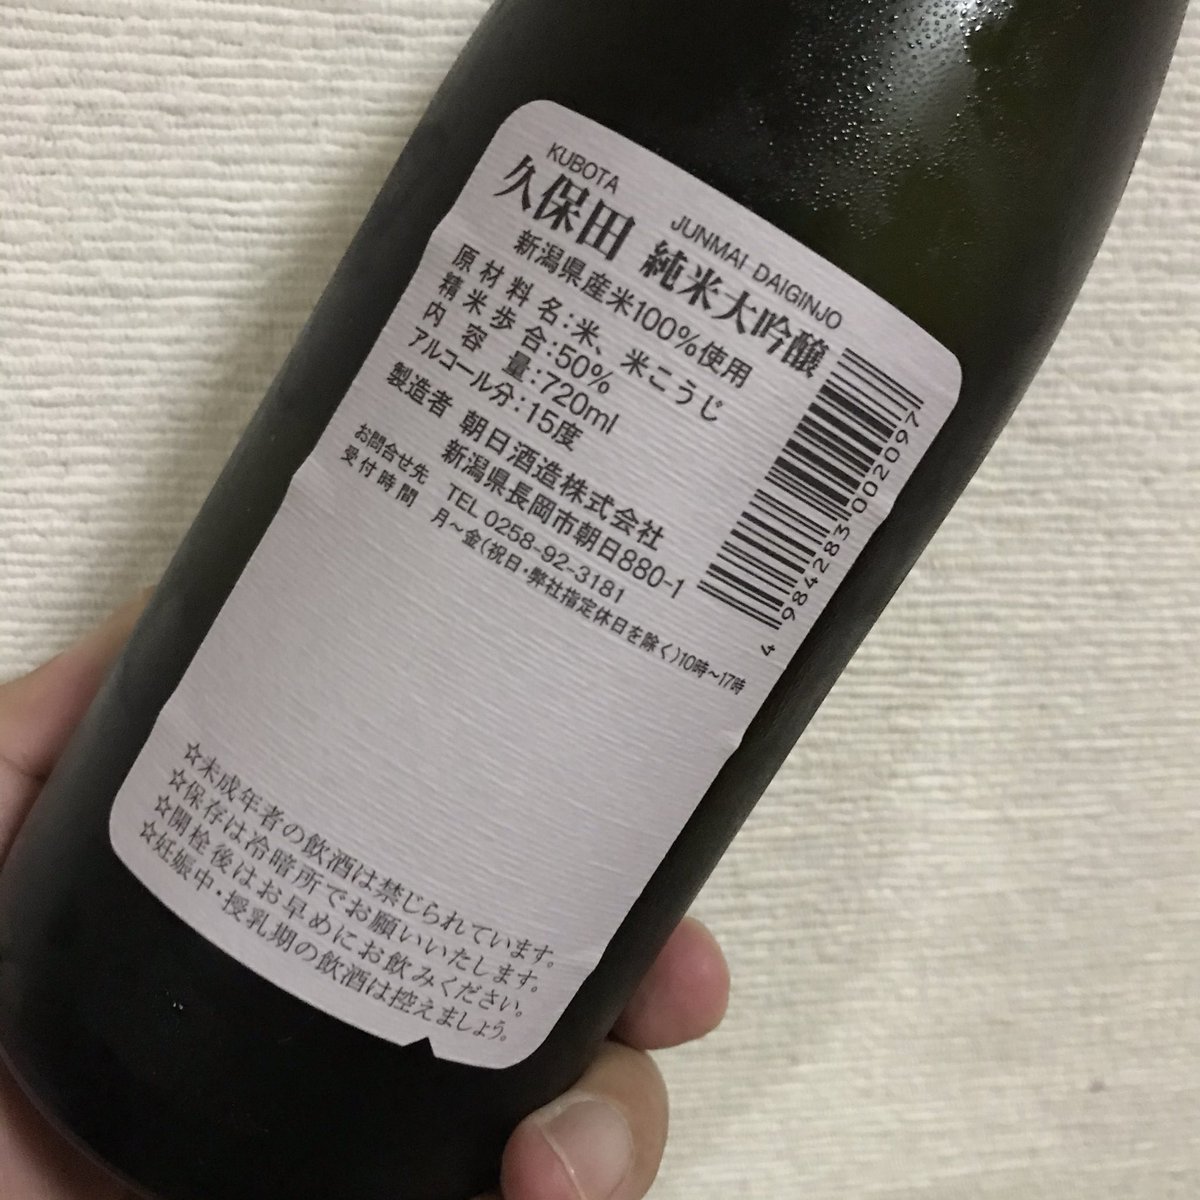 KUBOTA JUNMAI DAIGINJO
久保田 純米大吟醸
新潟県産米100%使用
原材料名:米、米こうじ
精米歩合:50%
内容量:720ml
アルコール分:15度
製造者 朝日酒造株式会社
新潟県長岡市朝日880-1
お問合せ先 TEL 0258-92-3181
受付時間 月～金(祝日・弊社指定休日を除く)10時～17時
4 984283 002097
☆未成年者の飲酒は禁じられています。
☆保存は冷暗所でお願いいたします。
☆開栓後はお早めにお飲みください。
☆妊娠中・授乳期の飲酒は控えましょう。